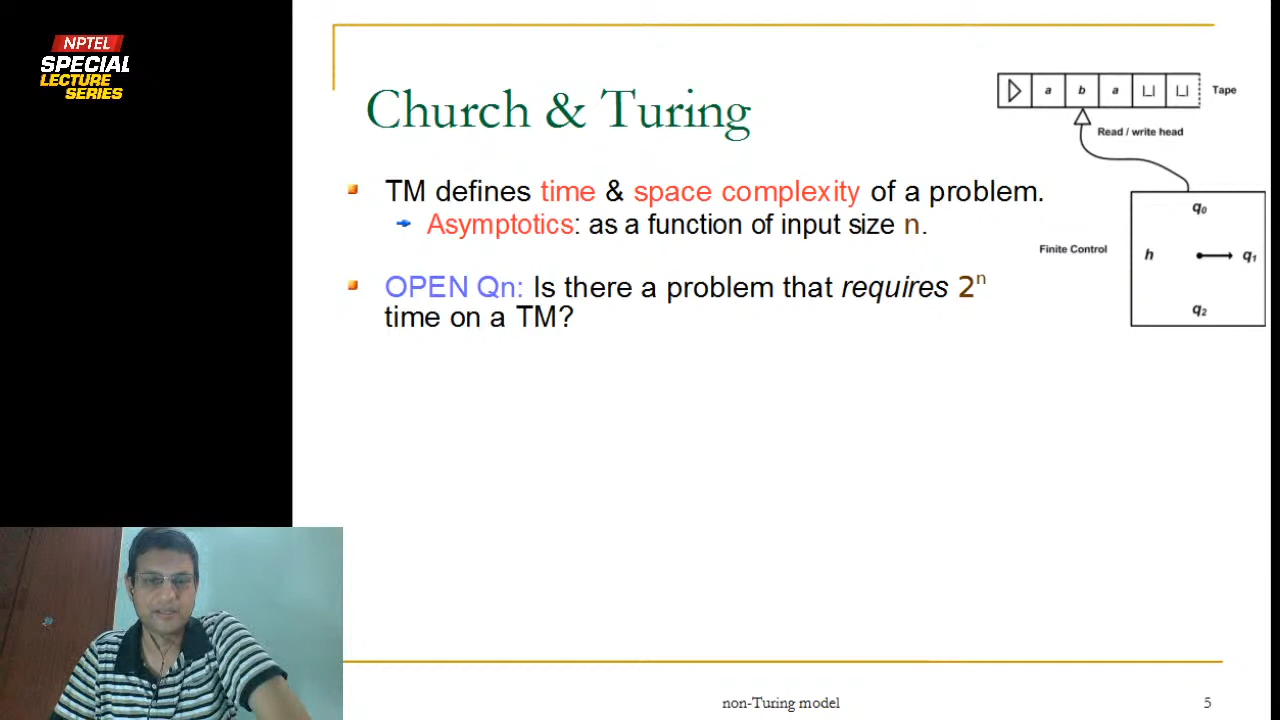 NPTEL
SPECIAL
LECTURE
SERIES
Church & Turing
TM defines time & space complexity of a problem.
Asymptotics: as a function of input size n.
OPEN Qn: Is there a problem that requires 2ⁿ
time on a TM?
a b a ⊔ ⊔ Tape
Read / write head
Finite Control
q₀
h q₁
q₂
non-Turing model 5